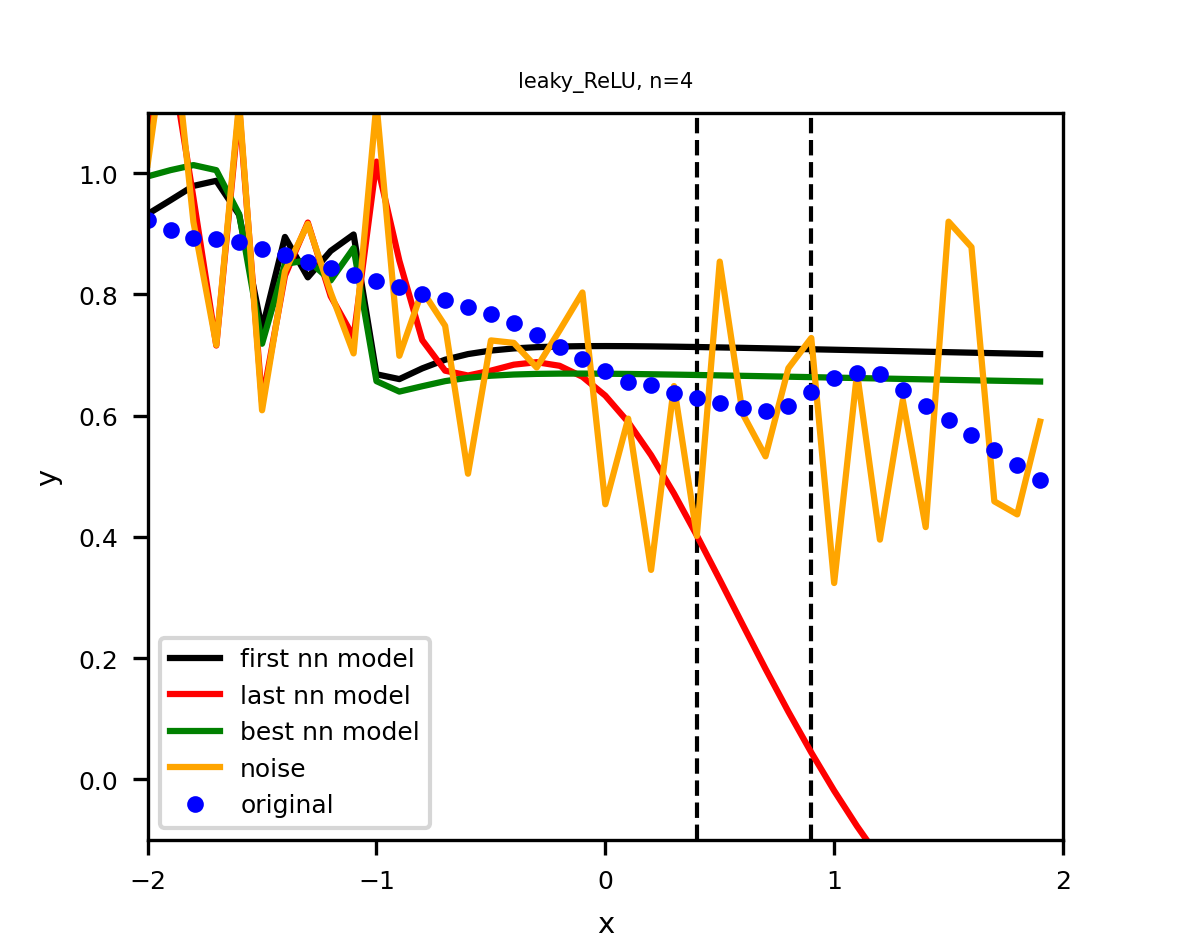 leaky_ReLU, n=4
1.0
0.8
0.6
0.4
0.2
0.0
y
first nn model
last nn model
best nn model
noise
original
−2
−1
0
1
2
x